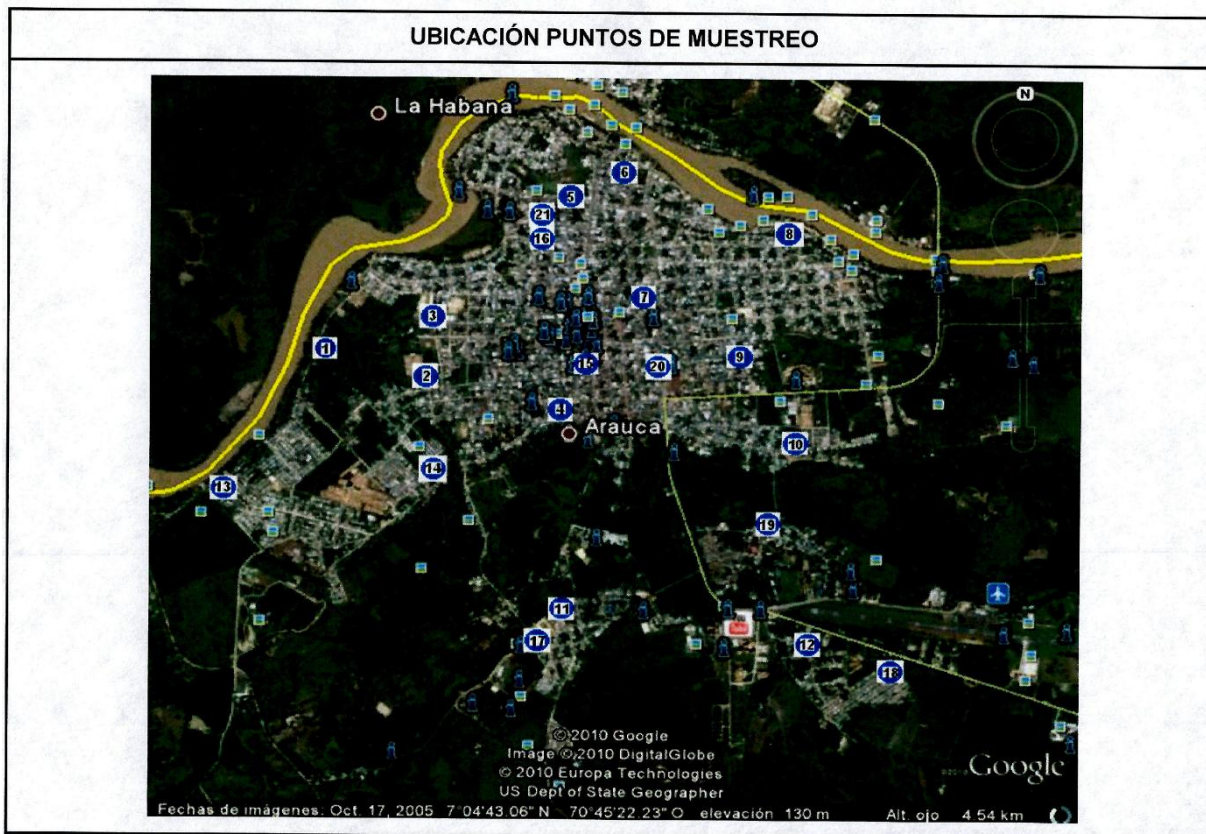 UBICACIÓN PUNTOS DE MUESTREO
La Habana
N
6
5
21
16
8
7
3
1
9
15
20
2
4
Arauca
10
14
13
19
11
17
12
18
©2010 Google
Image ©2010 DigitalGlobe
© 2010 Europa Technologies
US Dept of State Geographer
©2010 Google
Fechas de imágenes: Oct. 17, 2005 7°04'43.06" N 70°45'22.23" O elevación 130 m Alt. ojo 4.54 km